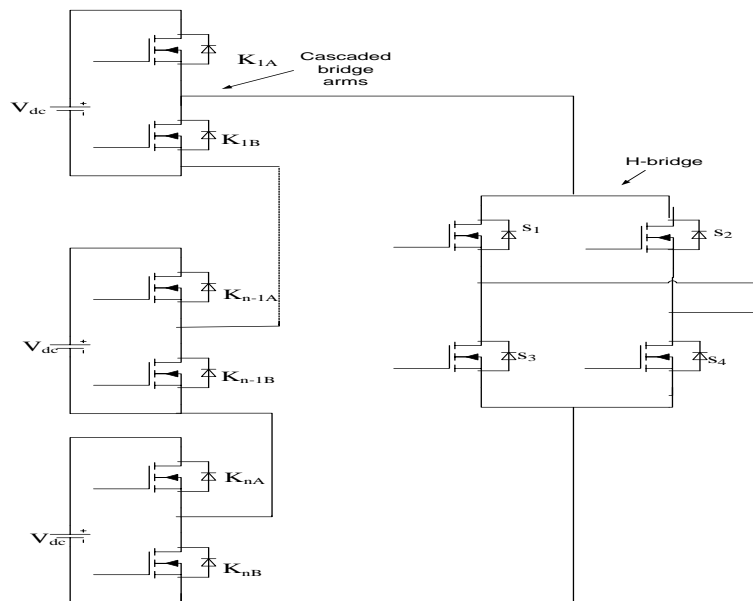 K1A
Cascaded
bridge
arms
Vdc
+
-
K1B
H-bridge
s1
s2
Kn-1A
Vdc
+
-
Kn-1B
s3
s4
KnA
Vdc
+
-
KnB